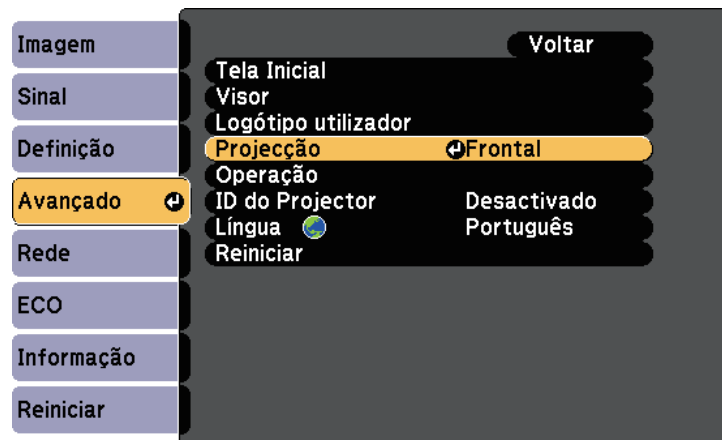 Imagem
Sinal
Definição
Avançado
Rede
ECO
Informação
Reiniciar
Voltar
Tela Inicial
Visor
Logótipo utilizador
Projecção Frontal
Operação
ID do Projector Desactivado
Língua Português
Reiniciar